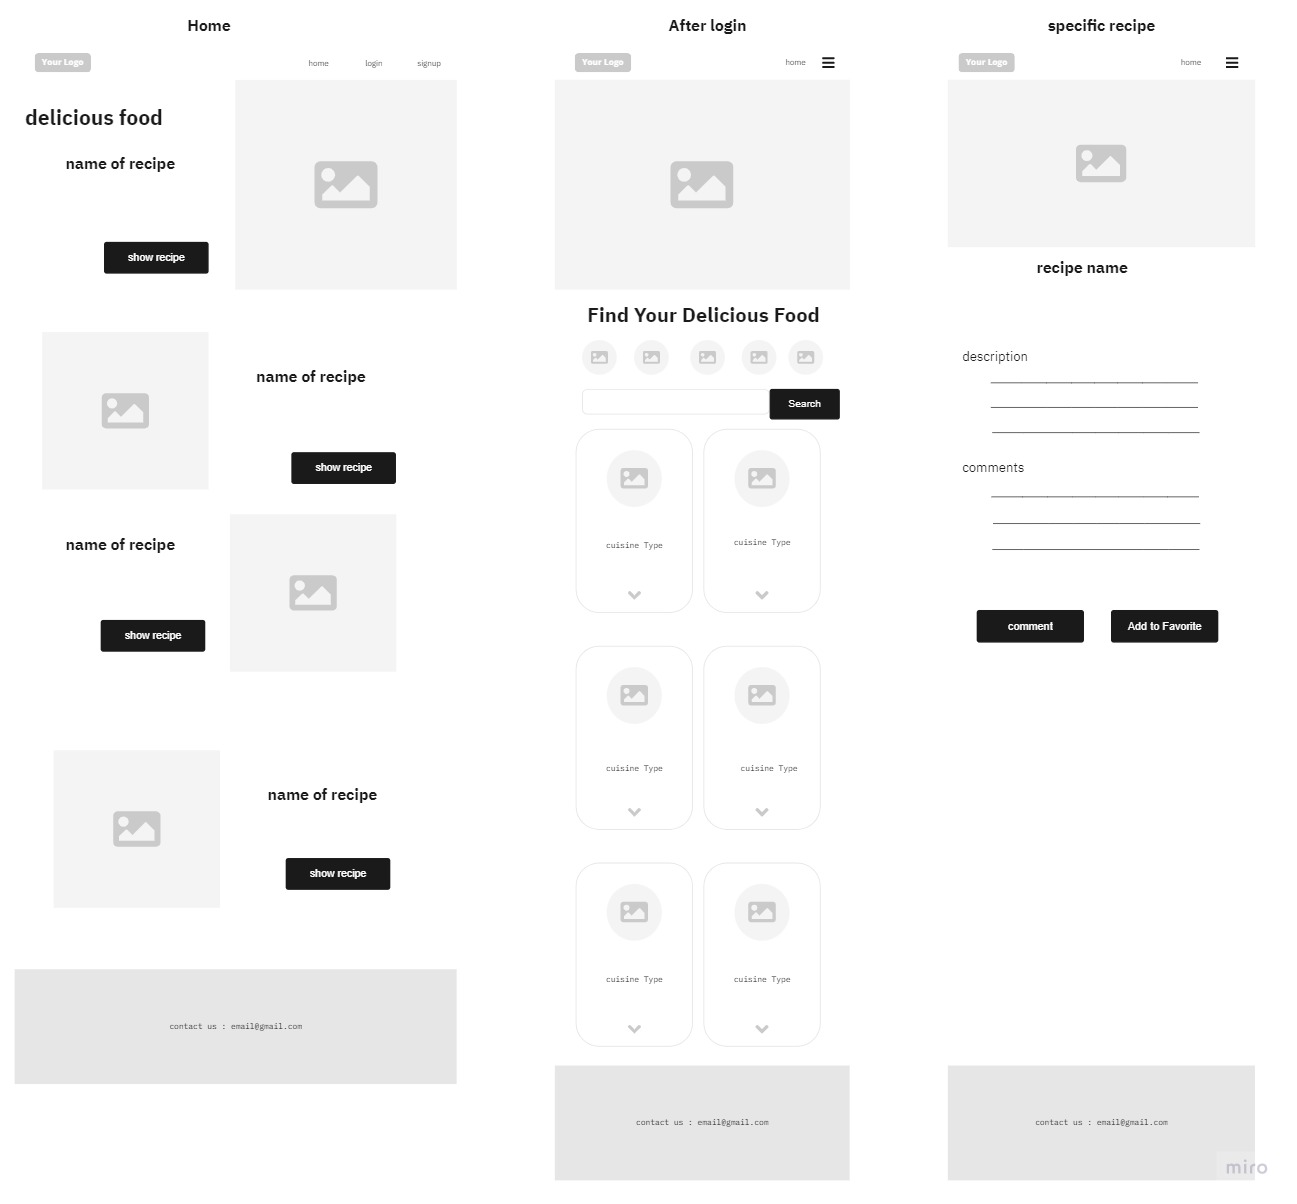 Home
Your Logo
home
login
signup
delicious food
name of recipe
show recipe
name of recipe
show recipe
name of recipe
show recipe
name of recipe
show recipe
contact us : email@gmail.com
After login
Your Logo
home
Find Your Delicious Food
Search
cuisine Type
cuisine Type
cuisine Type
cuisine Type
cuisine Type
cuisine Type
contact us : email@gmail.com
specific recipe
Your Logo
home
recipe name
description
comments
comment
Add to Favorite
contact us : email@gmail.com
miro